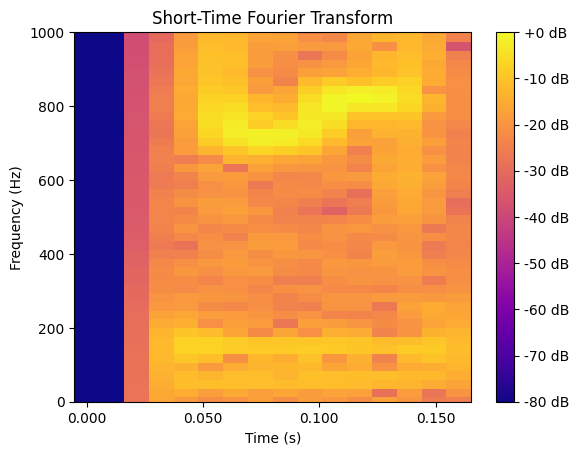 Short-Time Fourier Transform
Frequency (Hz)
1000
800
600
400
200
0
0.000 0.050 0.100 0.150
Time (s)
+0 dB
-10 dB
-20 dB
-30 dB
-40 dB
-50 dB
-60 dB
-70 dB
-80 dB